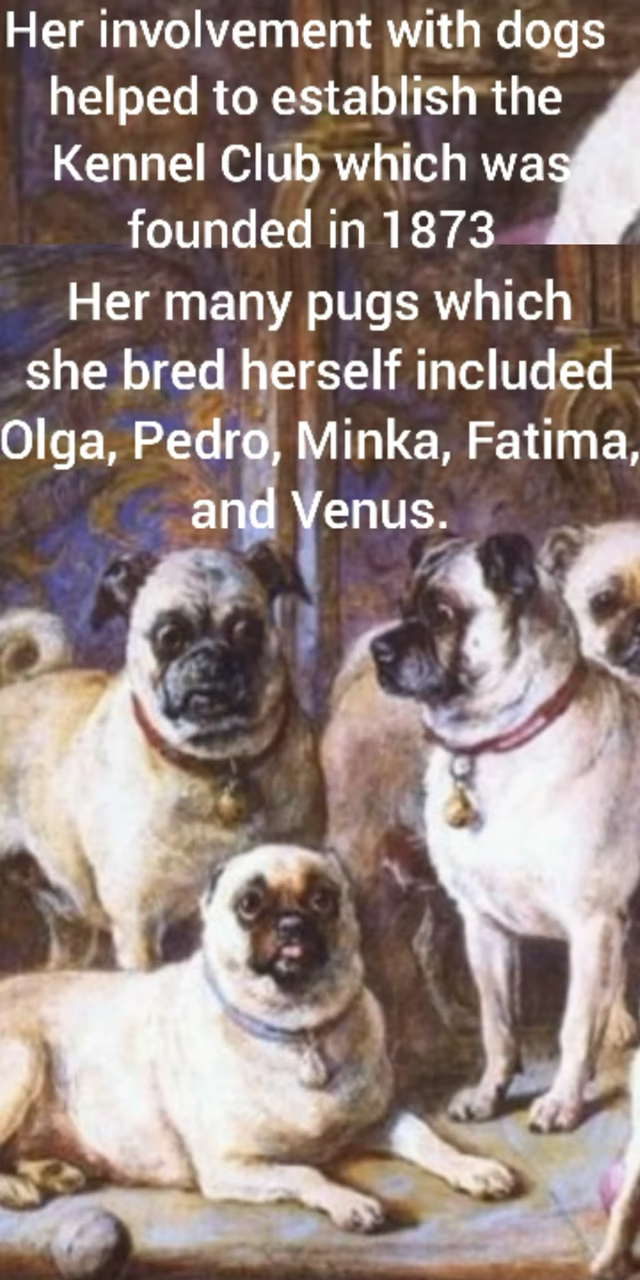 Her involvement with dogs
helped to establish the
Kennel Club which was
founded in 1873
Her many pugs which
she bred herself included
Olga, Pedro, Minka, Fatima,
and Venus.